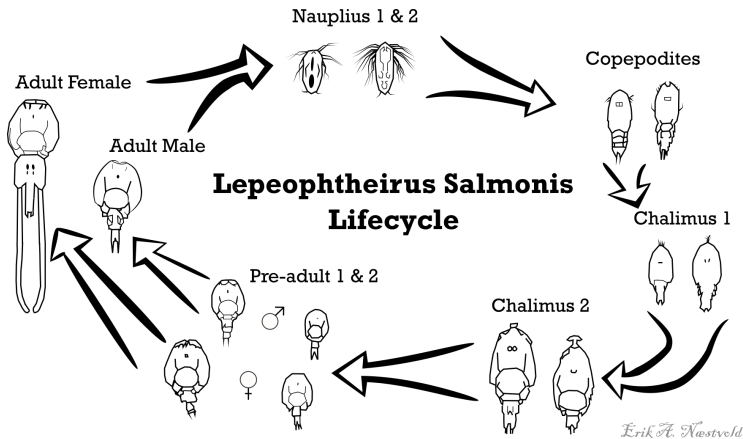 Nauplius 1 & 2
Copepodites
Adult Female
Adult Male
Lepeophtheirus Salmonis
Lifecycle
Chalimus 1
Pre-adult 1 & 2
Chalimus 2
♂
♀
Erik A. Næstvold